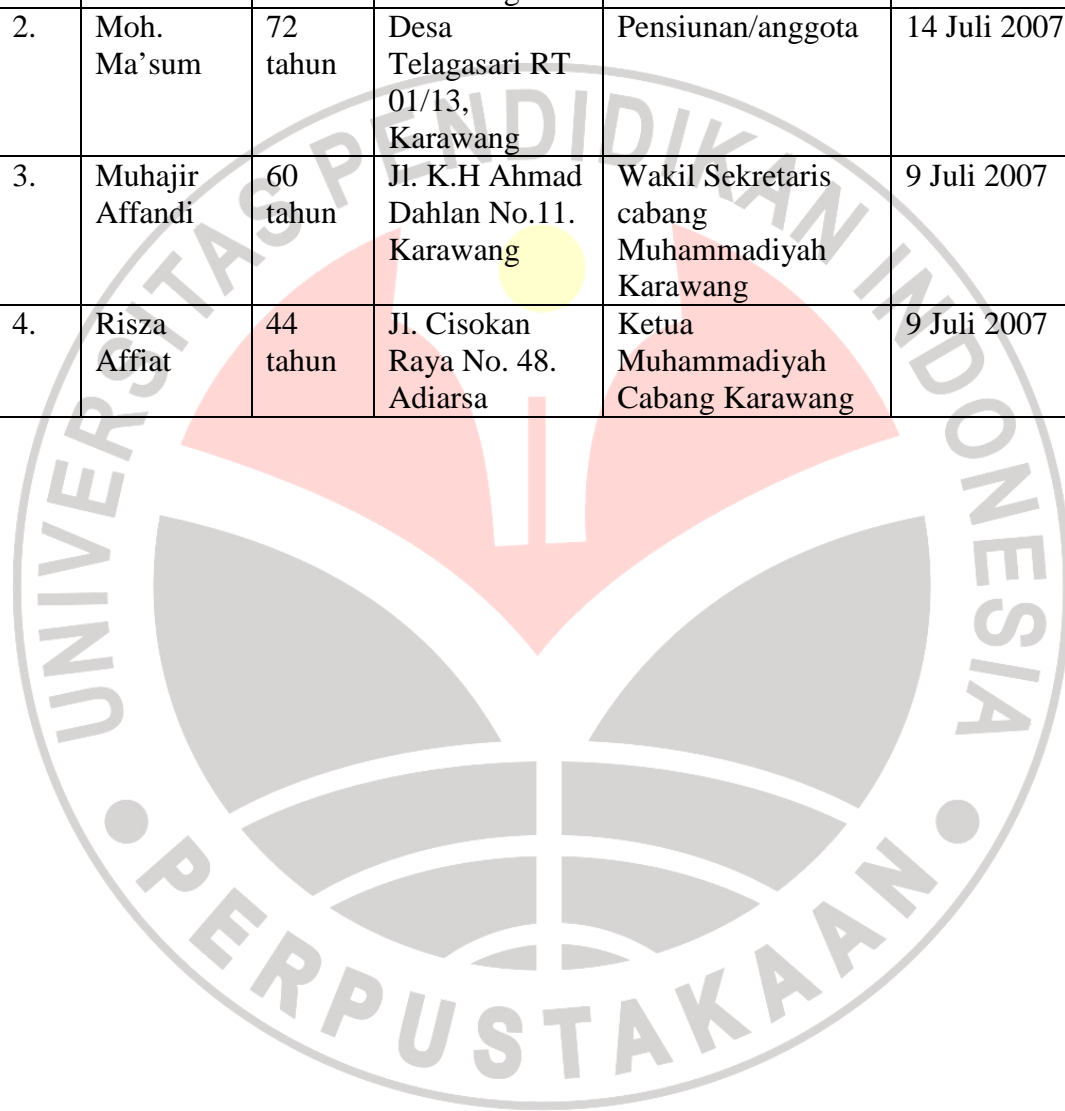 2. Moh. 72 Desa Pensiunan/anggota 14 Juli 2007
Ma’sum tahun Telagasari RT
01/13,
Karawang
3. Muhajir 60 Jl. K.H Ahmad Wakil Sekretaris 9 Juli 2007
Affandi tahun Dahlan No.11. cabang
Karawang Muhammadiyah
Karawang
4. Risza 44 Jl. Cisokan Ketua 9 Juli 2007
Affiat tahun Raya No. 48. Muhammadiyah
Adiarsa Cabang Karawang
UNIVERSITAS PENDIDIKAN INDONESIA
PERPUSTAKAAN